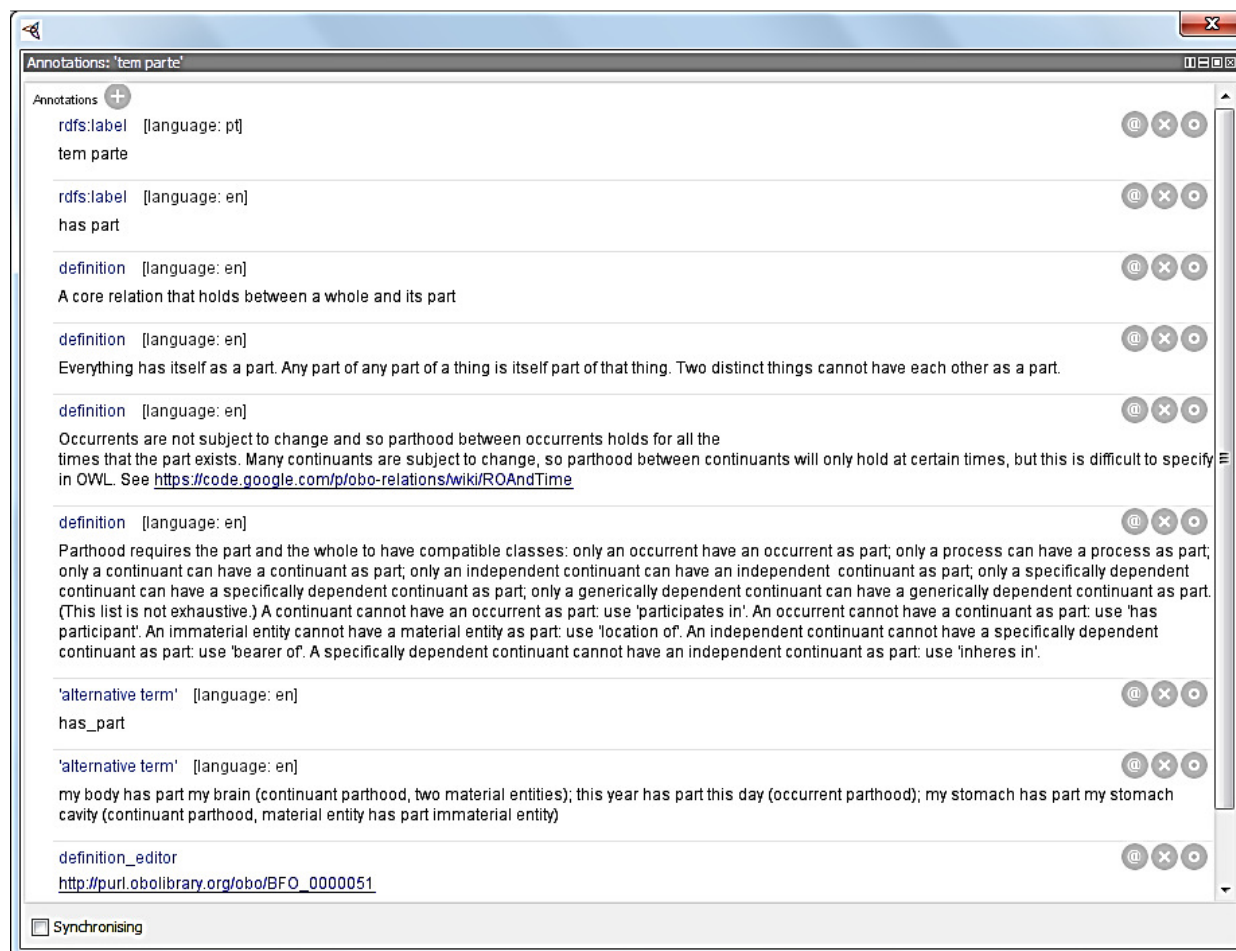 Annotations: 'tem parte'
Annotations
rdfs:label [language: pt]
tem parte
rdfs:label [language: en]
has part
definition [language: en]
A core relation that holds between a whole and its part
definition [language: en]
Everything has itself as a part. Any part of any part of a thing is itself part of that thing. Two distinct things cannot have each other as a part.
definition [language: en]
Occurrents are not subject to change and so parthood between occurrents holds for all the
times that the part exists. Many continuants are subject to change, so parthood between continuants will only hold at certain times, but this is difficult to specify
in OWL. See https://code.google.com/p/obo-relations/wiki/ROAndTime
definition [language: en]
Parthood requires the part and the whole to have compatible classes: only an occurrent have an occurrent as part; only a process can have a process as part;
only a continuant can have a continuant as part; only an independent continuant can have an independent continuant as part; only a specifically dependent
continuant can have a specifically dependent continuant as part; only a generically dependent continuant can have a generically dependent continuant as part.
(This list is not exhaustive.) A continuant cannot have an occurrent as part: use 'participates in'. An occurrent cannot have a continuant as part: use 'has
participant'. An immaterial entity cannot have a material entity as part: use 'location of'. An independent continuant cannot have a specifically dependent
continuant as part: use 'bearer of'. A specifically dependent continuant cannot have an independent continuant as part: use 'inheres in'.
'alternative term' [language: en]
has_part
'alternative term' [language: en]
my body has part my brain (continuant parthood, two material entities); this year has part this day (occurrent parthood); my stomach has part my stomach
cavity (continuant parthood, material entity has part immaterial entity)
definition_editor
http://purl.obolibrary.org/obo/BFO_0000051
Synchronising